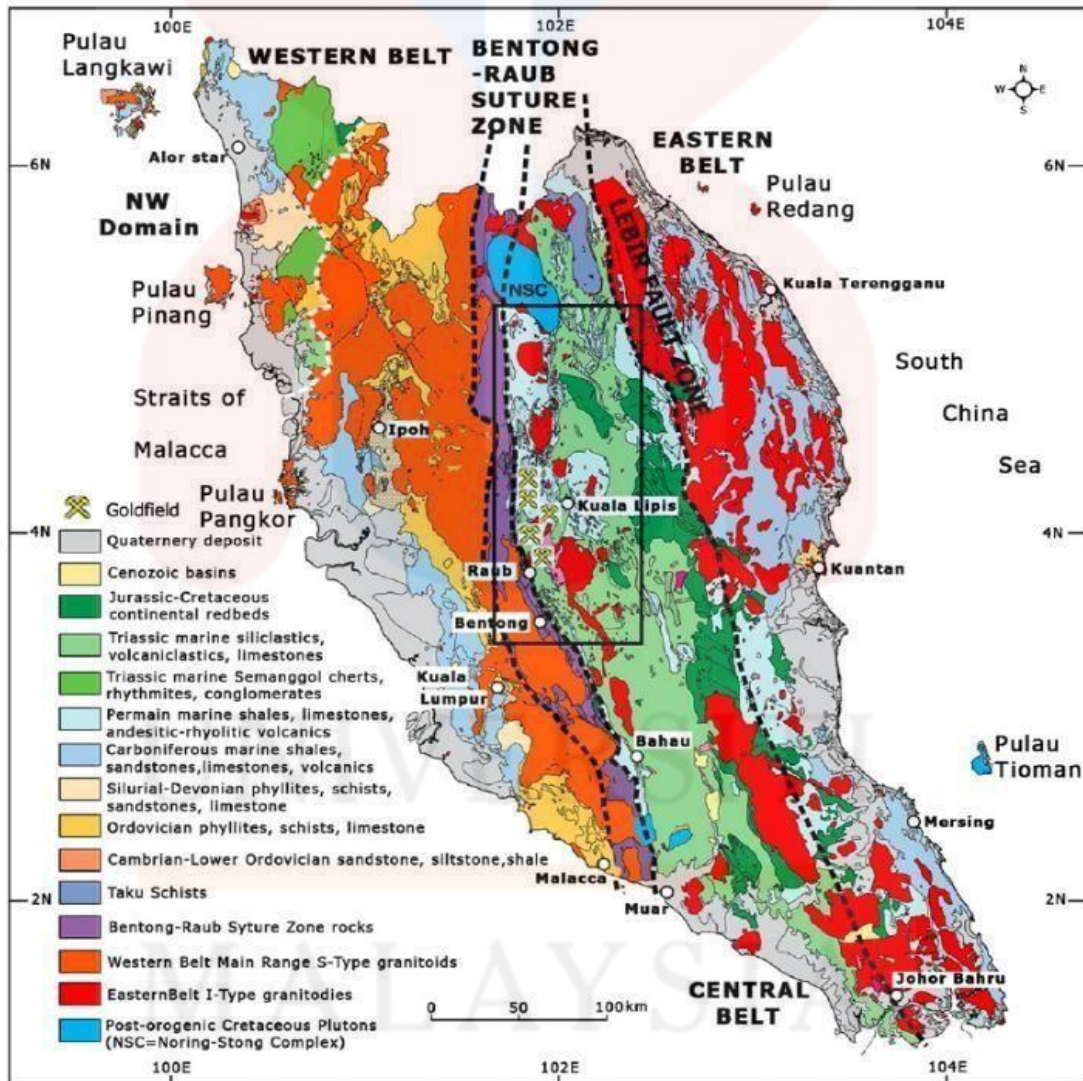 100E
102E
104E
Pulau
Langkawi
WESTERN BELT
BENTONG
-RAUB
SUTURE
ZONE
N
W
E
S
Alor star
EASTERN
BELT
6N
6N
NW
Domain
Pulau
Redang
LEBIR FAULT ZONE
NSC
Kuala Terengganu
Pulau
Pinang
South
China
Sea
Straits of
Malacca
Ipoh
Pulau
Pangkor
Kuala Lipis
4N
4N
Kuantan
Raub
Bentong
Kuala
Lumpur
Bahau
Pulau
Tioman
Mersing
Malacca
Muar
2N
2N
Johor Bahru
CENTRAL
BELT
Goldfield
Quaternery deposit
Cenozoic basins
Jurassic-Cretaceous
continental redbeds
Triassic marine siliclastics,
volcaniclastics, limestones
Triassic marine Semanggol cherts,
rhythmites, conglomerates
Permain marine shales, limestones,
andesitic-rhyolitic volcanics
Carboniferous marine shales,
sandstones,limestones, volcanics
Silurial-Devonian phyllites, schists,
sandstones, limestone
Ordovician phyllites, schists, limestone
Cambrian-Lower Ordovician sandstone, siltstone,shale
Taku Schists
Bentong-Raub Syture Zone rocks
Western Belt Main Range S-Type granitoids
EasternBelt I-Type granitodies
Post-orogenic Cretaceous Plutons
(NSC=Noring-Stong Complex)
0 50 100km
MALAYSIA
100E
102E
104E